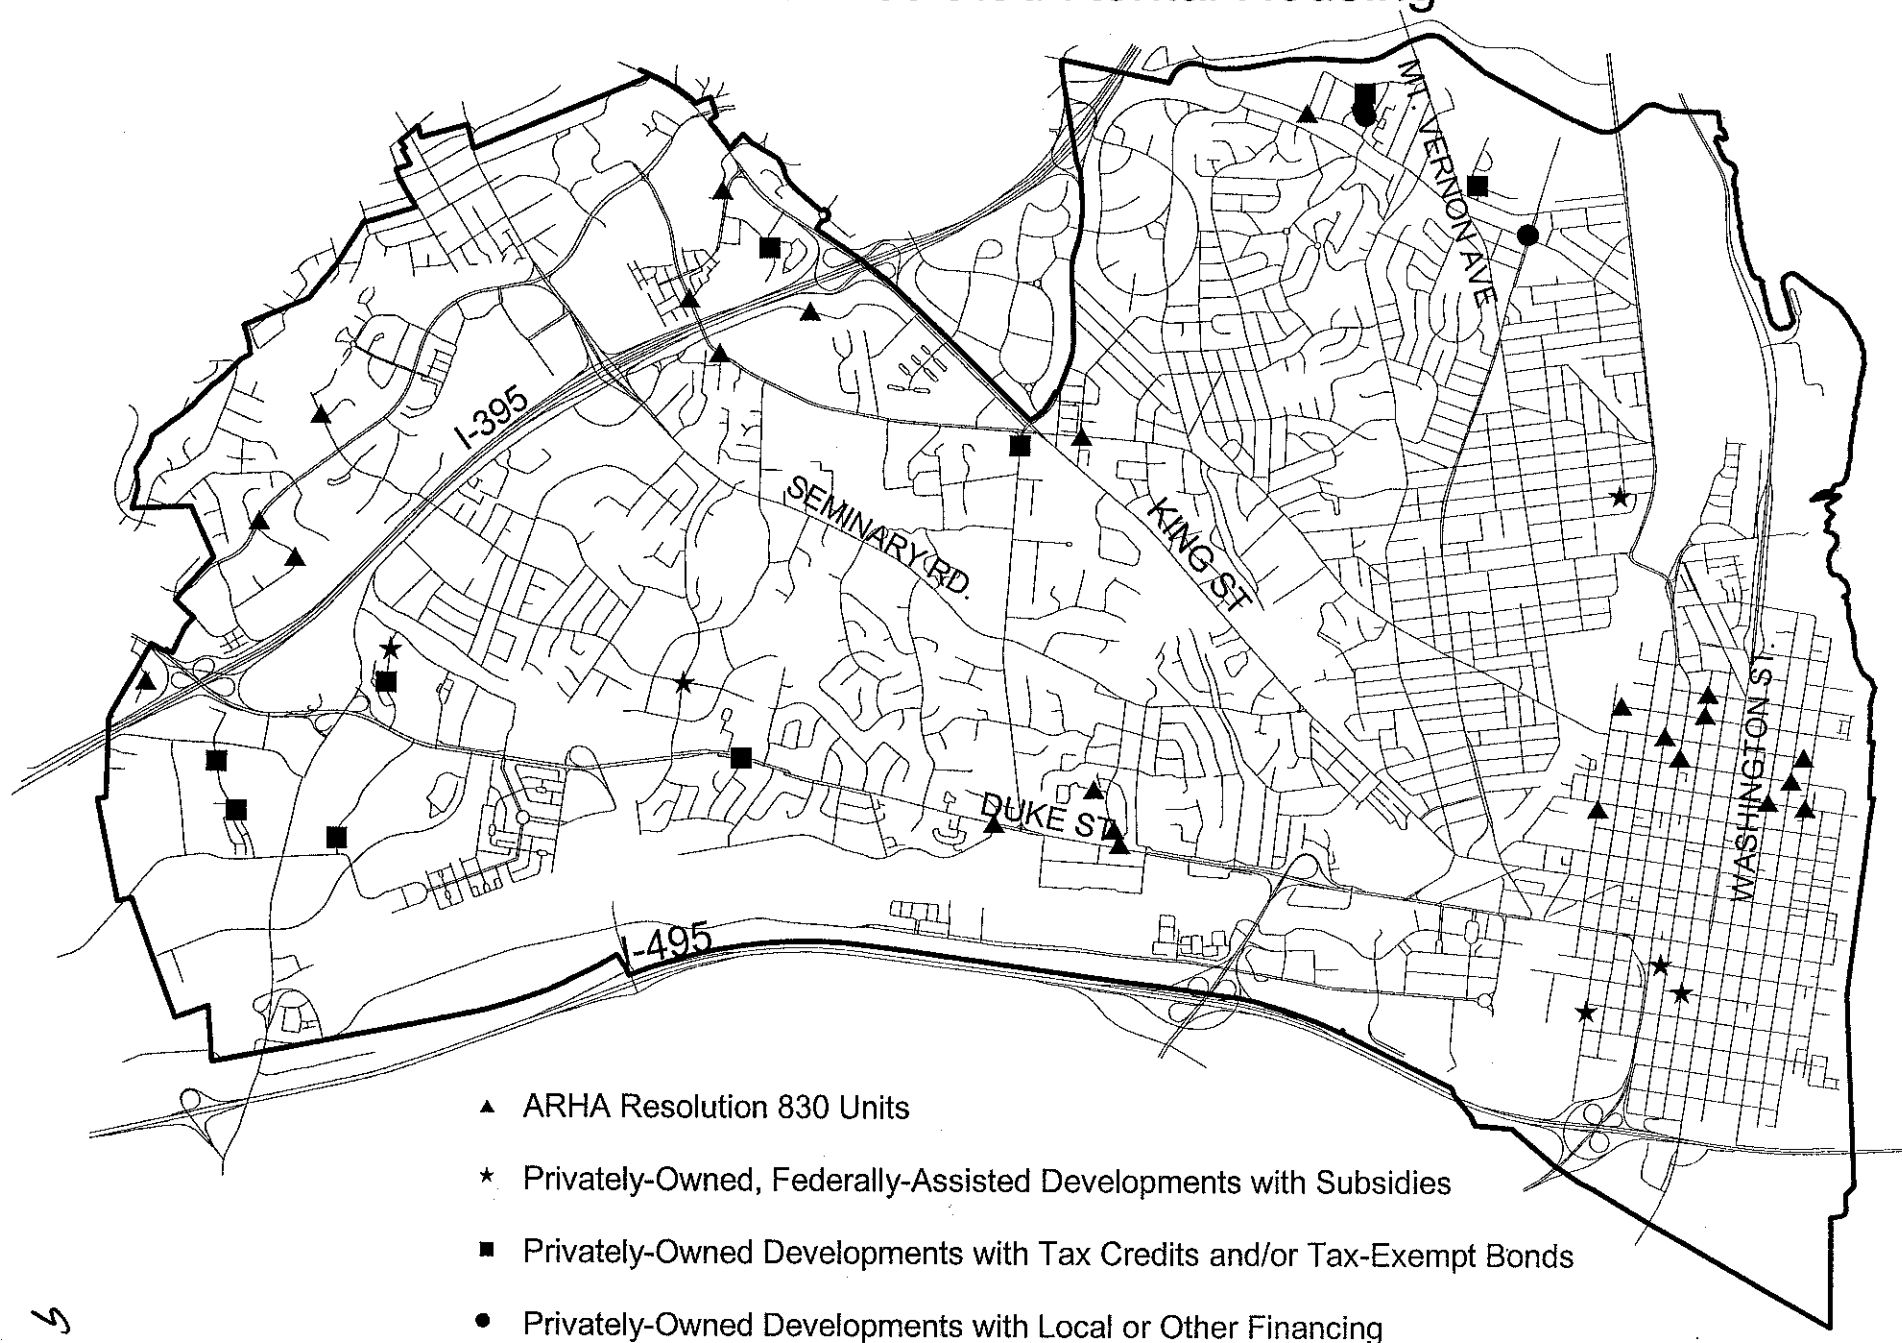 MT. VERNON AVE
I-395
SEMINARY RD.
KING ST
WASHINGTON ST.
DUKE ST
I-495
▲ ARHA Resolution 830 Units
★ Privately-Owned, Federally-Assisted Developments with Subsidies
■ Privately-Owned Developments with Tax Credits and/or Tax-Exempt Bonds
● Privately-Owned Developments with Local or Other Financing